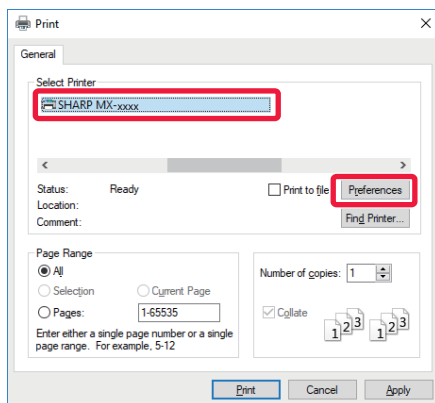 Print
General
Select Printer
SHARP MX-xxxx
Status: Ready Print to file Preferences
Location:
Comment: Find Printer...
Page Range
All
Selection Current Page
Pages: 1-65535
Enter either a single page number or a single
page range. For example, 5-12
Number of copies: 1
Collate
1 2 3 1 2 3
Print Cancel Apply